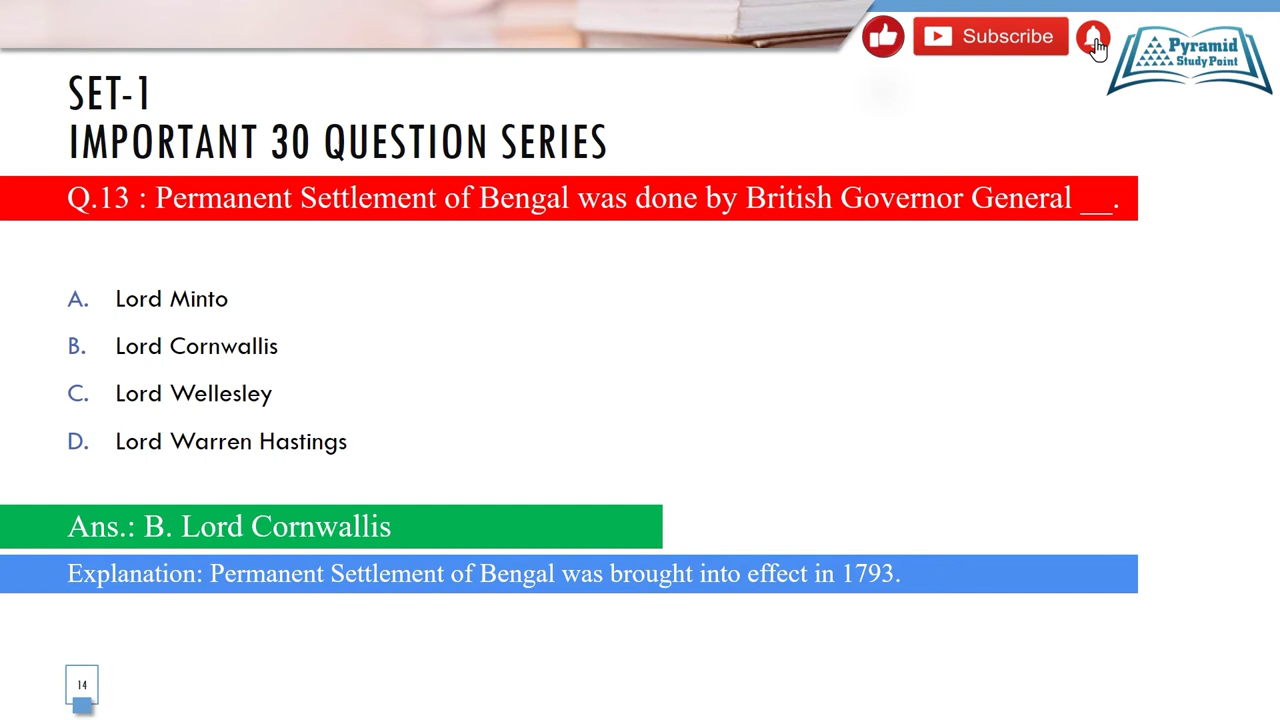 Subscribe
Pyramid
Study Point
SET-1
IMPORTANT 30 QUESTION SERIES
Q.13 : Permanent Settlement of Bengal was done by British Governor General __.
A. Lord Minto
B. Lord Cornwallis
C. Lord Wellesley
D. Lord Warren Hastings
Ans.: B. Lord Cornwallis
Explanation: Permanent Settlement of Bengal was brought into effect in 1793.
14